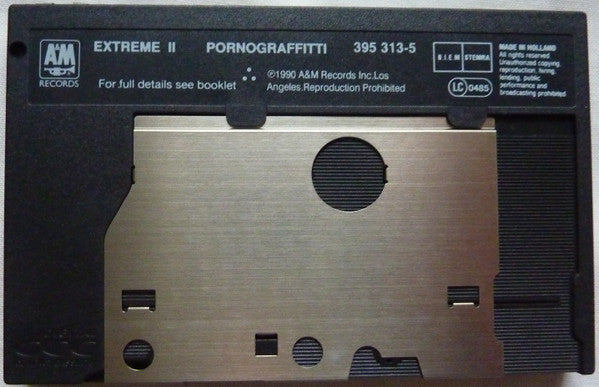 A&M
RECORDS
EXTREME II PORNOGRAFFITTI 395 313-5
For full details see booklet
℗1990 A&M Records Inc.Los
Angeles.Reproduction Prohibited
B.I.E.M STEMRA
LC 0485
MADE IN HOLLAND
All rights reserved
Unauthorized copying,
reproduction, hiring,
lending, public
performance and
broadcasting prohibited